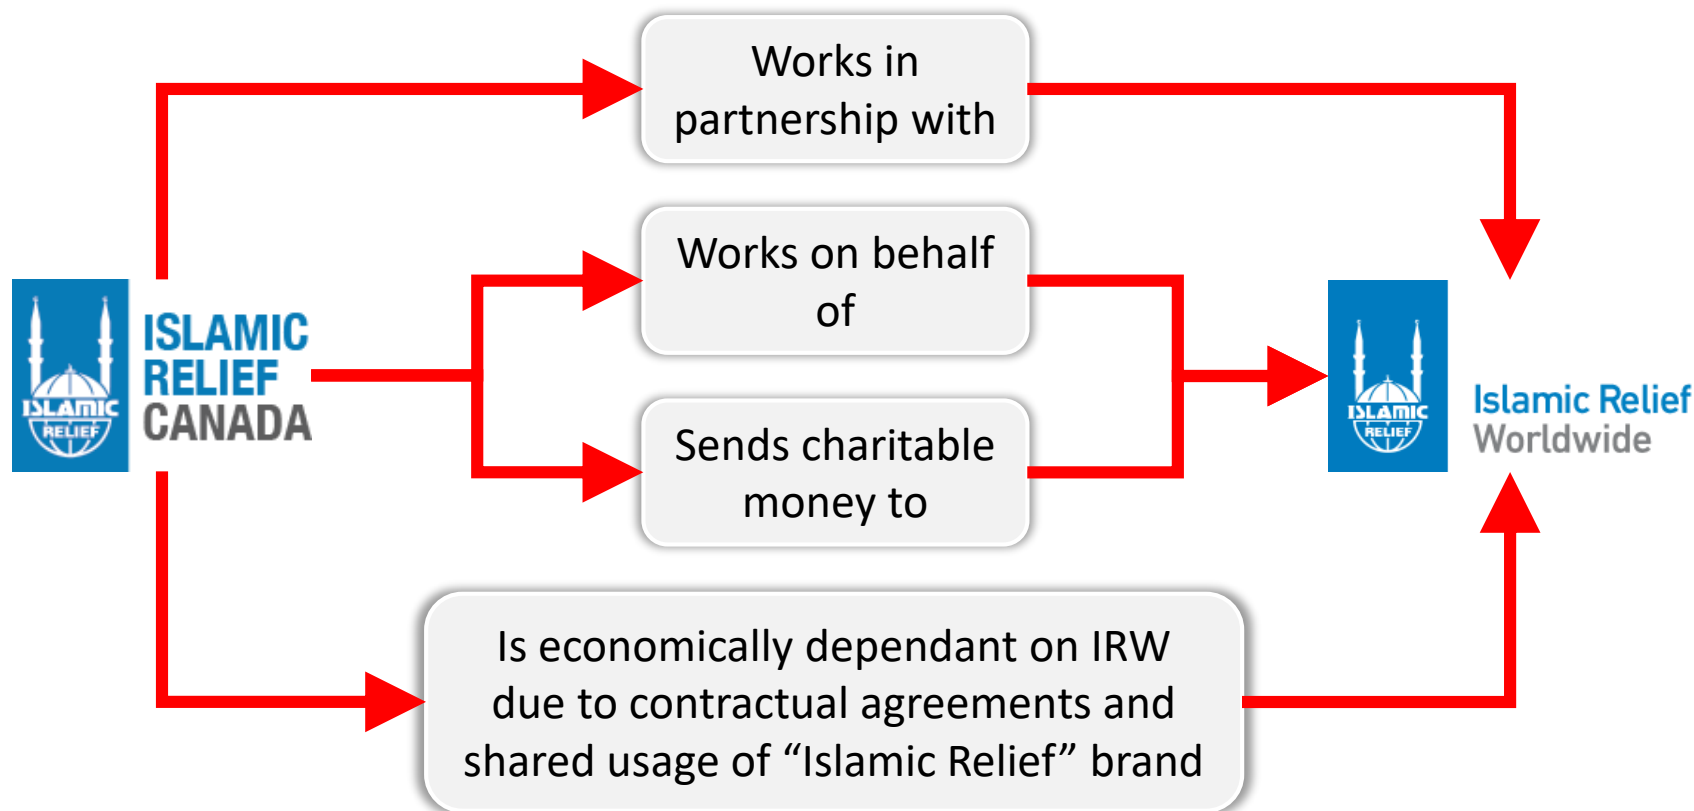 Works in
partnership with
Works on behalf
of
ISLAMIC
RELIEF
CANADA
ISLAMIC
RELIEF
ISLAMIC
RELIEF
Islamic Relief
Worldwide
Sends charitable
money to
Is economically dependant on IRW
due to contractual agreements and
shared usage of “Islamic Relief” brand